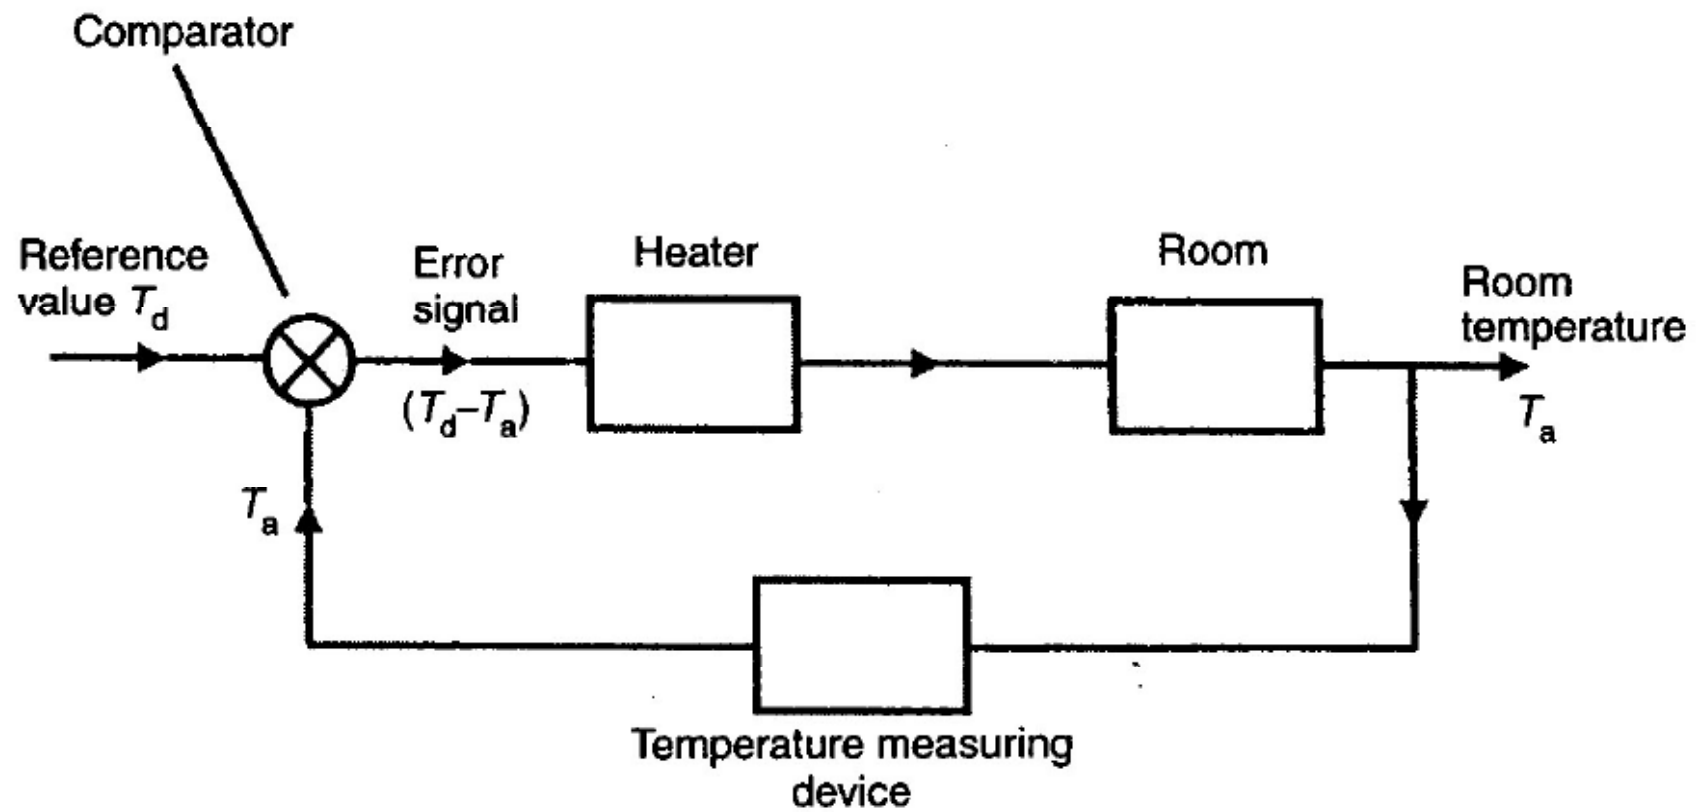 Comparator
Reference
value Td
Error
signal
(Td–Ta)
Heater
Room
Room
temperature
Ta
Ta
Temperature measuring
device